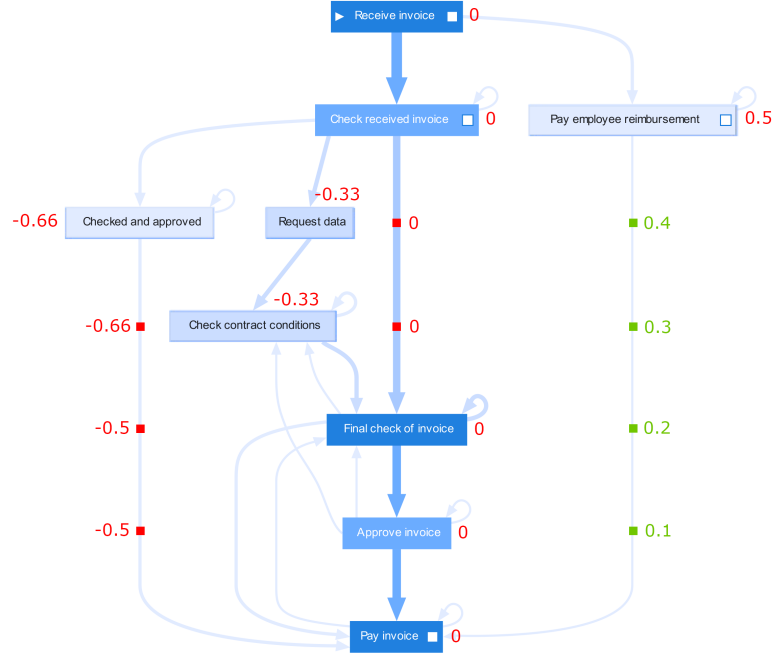 Receive invoice 0
Check received invoice 0
Pay employee reimbursement 0.5
-0.66 Checked and approved
-0.33
Request data
0
0.4
-0.33
Check contract conditions
-0.66
0
0.3
-0.5
Final check of invoice 0
0.2
-0.5
Approve invoice 0
0.1
Pay invoice 0